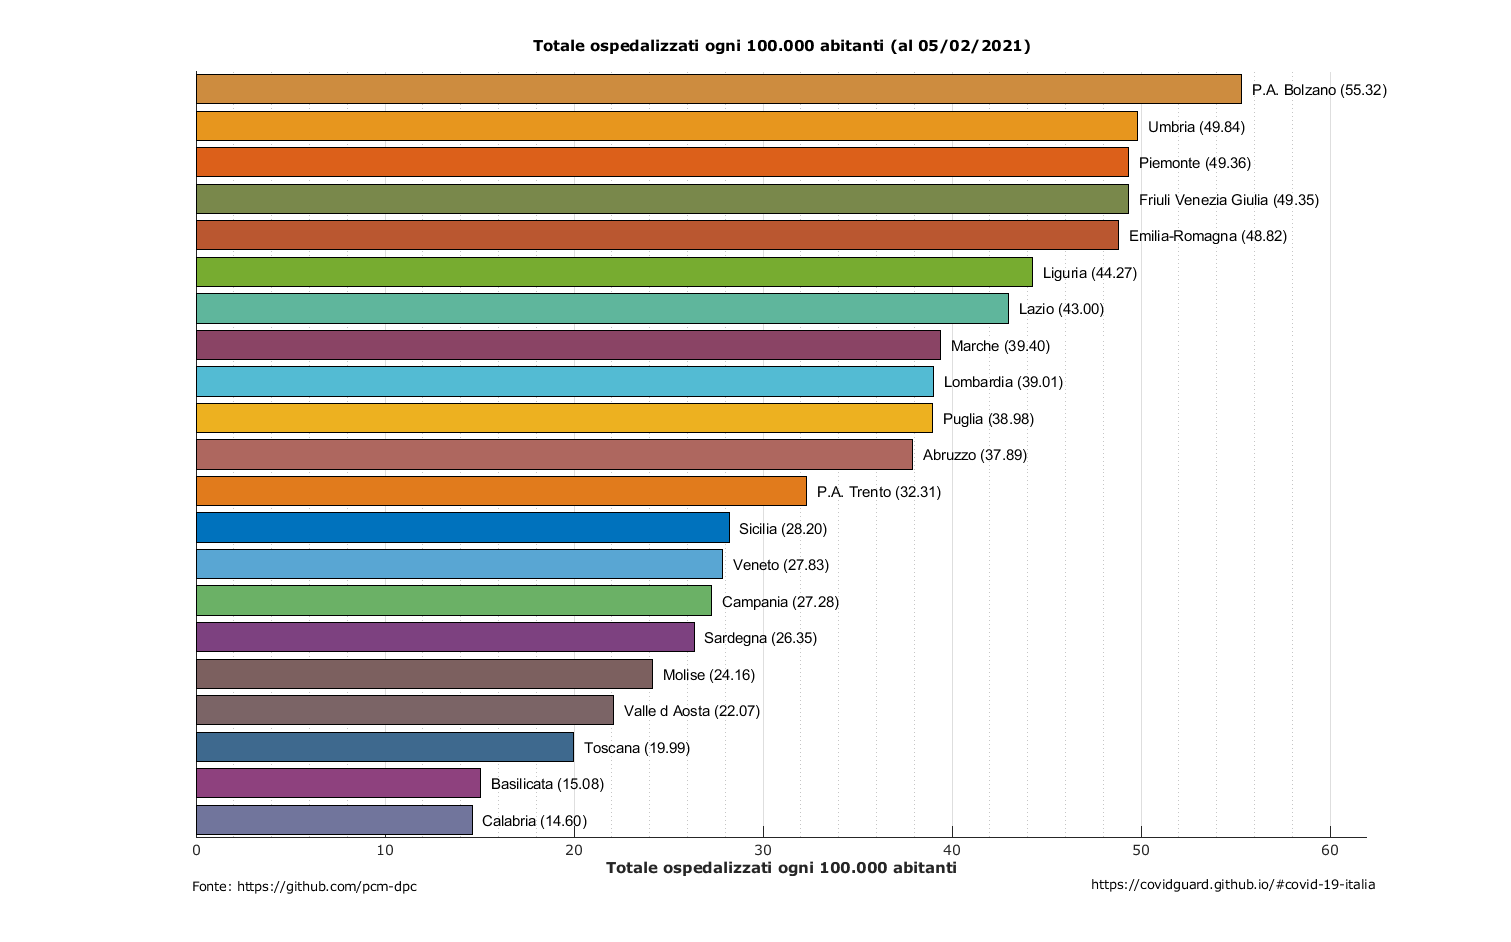 Totale ospedalizzati ogni 100.000 abitanti (al 05/02/2021)
P.A. Bolzano (55.32)
Umbria (49.84)
Piemonte (49.36)
Friuli Venezia Giulia (49.35)
Emilia-Romagna (48.82)
Liguria (44.27)
Lazio (43.00)
Marche (39.40)
Lombardia (39.01)
Puglia (38.98)
Abruzzo (37.89)
P.A. Trento (32.31)
Sicilia (28.20)
Veneto (27.83)
Campania (27.28)
Sardegna (26.35)
Molise (24.16)
Valle d Aosta (22.07)
Toscana (19.99)
Basilicata (15.08)
Calabria (14.60)
0 10 20 30 40 50 60
Totale ospedalizzati ogni 100.000 abitanti
Fonte: https://github.com/pcm-dpc
https://covidguard.github.io/#covid-19-italia